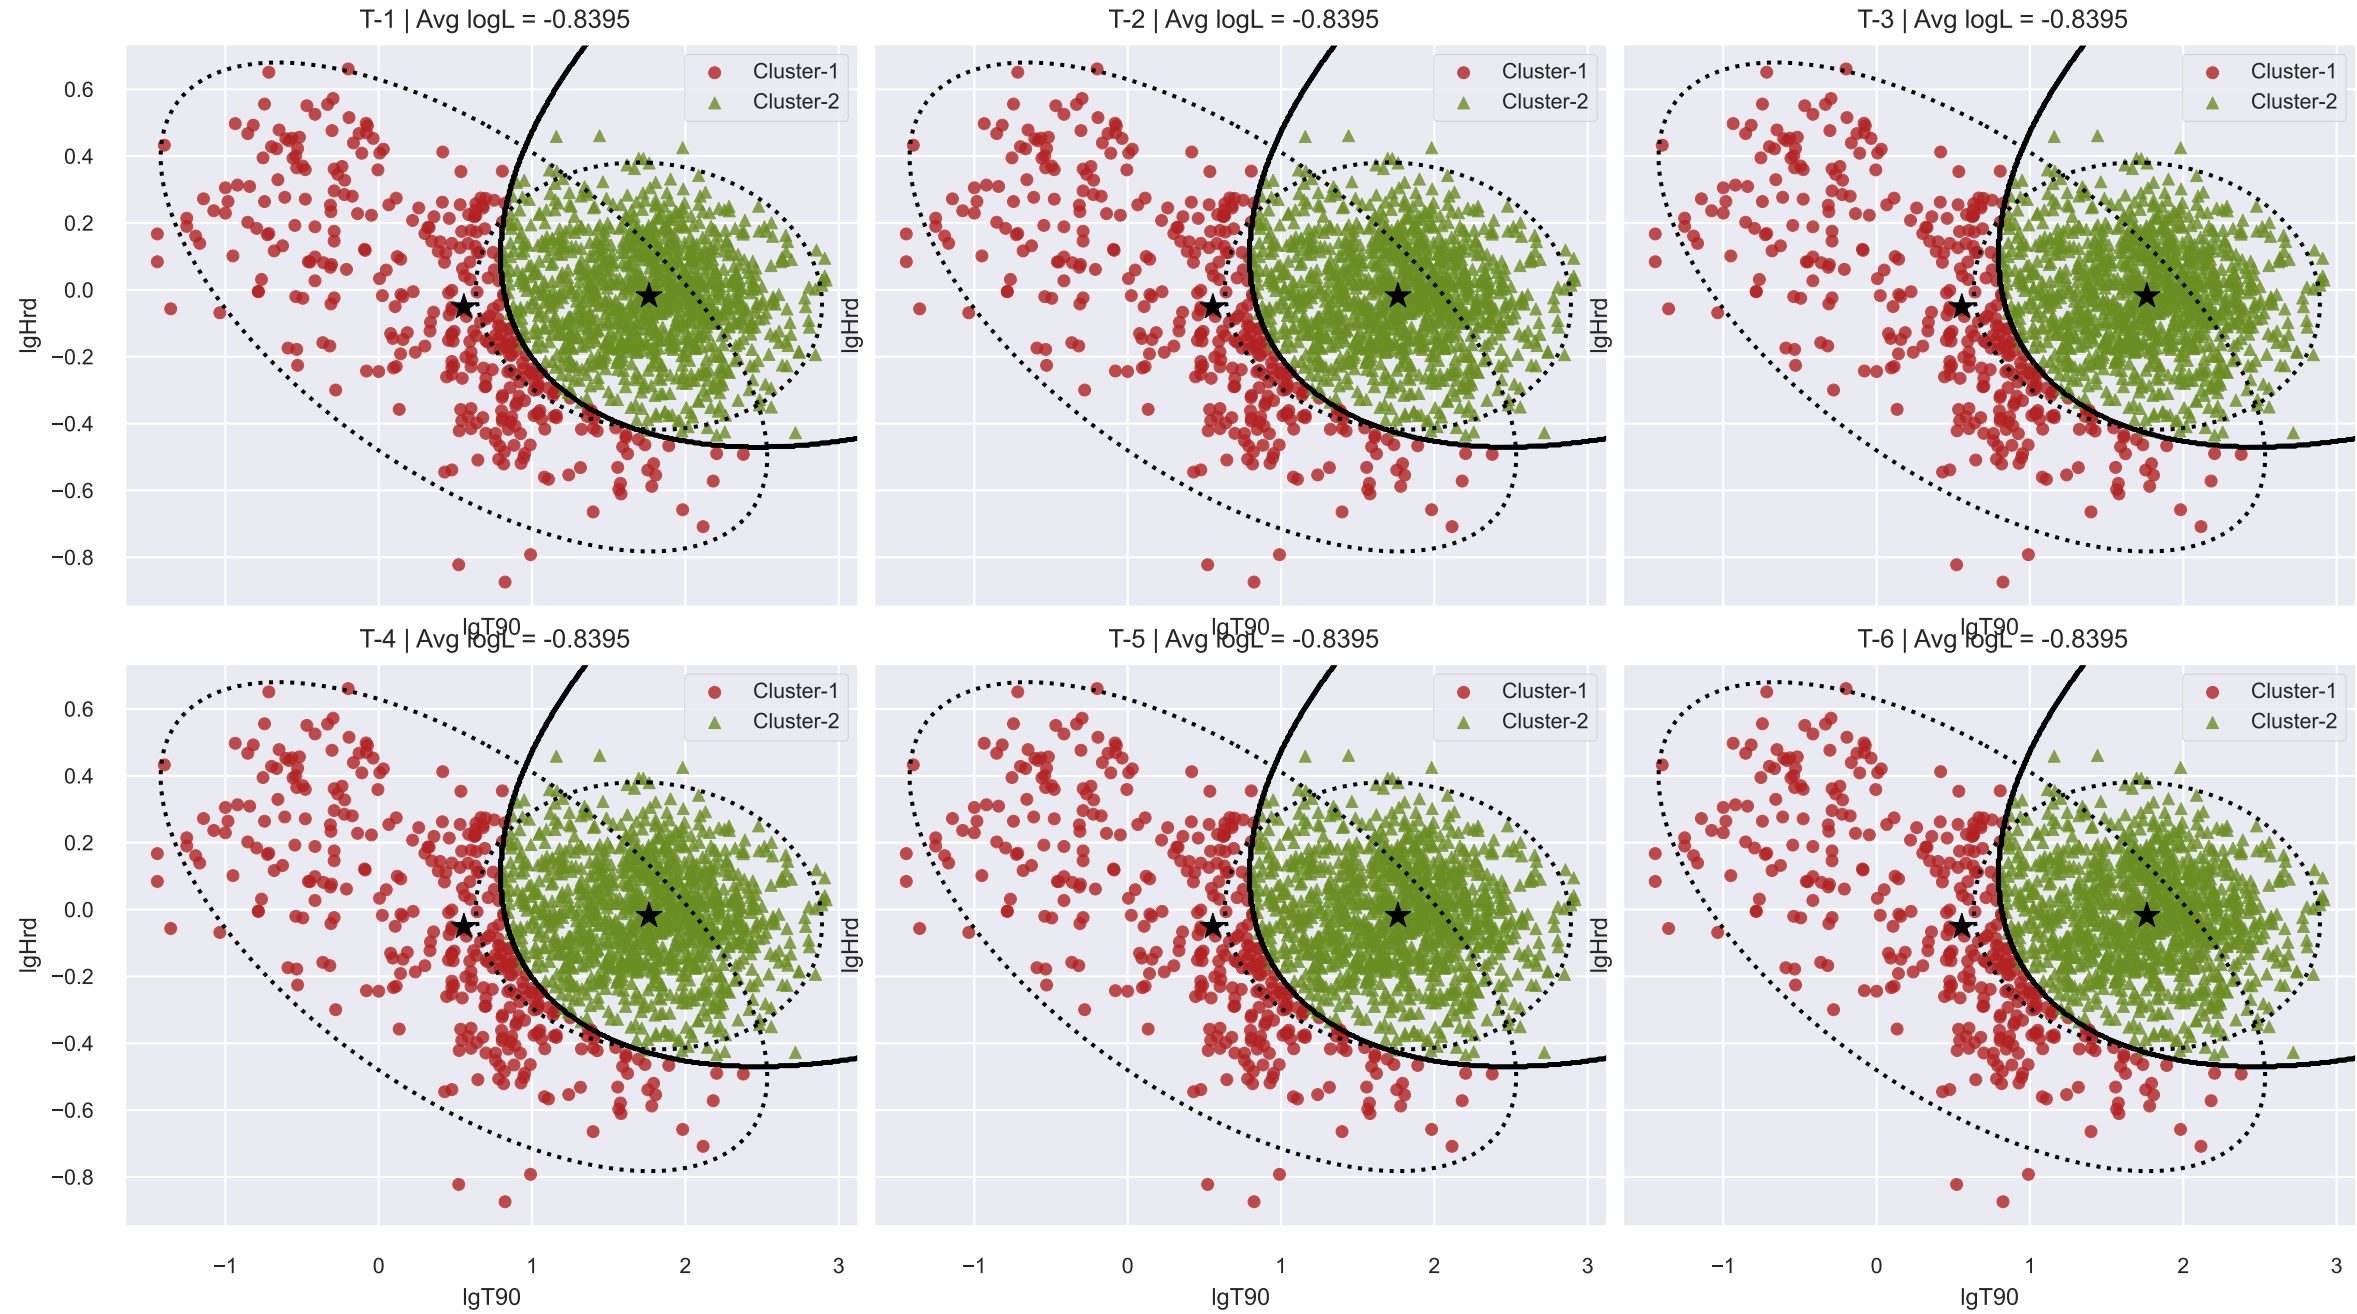 T-1 | Avg logL = -0.8395
T-2 | Avg logL = -0.8395
T-3 | Avg logL = -0.8395
Cluster-1
Cluster-2
Cluster-1
Cluster-2
Cluster-1
Cluster-2
0.6
0.4
0.2
0.0
−0.2
−0.4
−0.6
−0.8
lgHrd
lgHrd
lgHrd
lgT90
lgT90
lgT90
T-4 | Avg logL = -0.8395
T-5 | Avg logL = -0.8395
T-6 | Avg logL = -0.8395
Cluster-1
Cluster-2
Cluster-1
Cluster-2
Cluster-1
Cluster-2
0.6
0.4
0.2
0.0
−0.2
−0.4
−0.6
−0.8
lgHrd
lgHrd
lgHrd
−1 0 1 2 3
−1 0 1 2 3
−1 0 1 2 3
lgT90
lgT90
lgT90